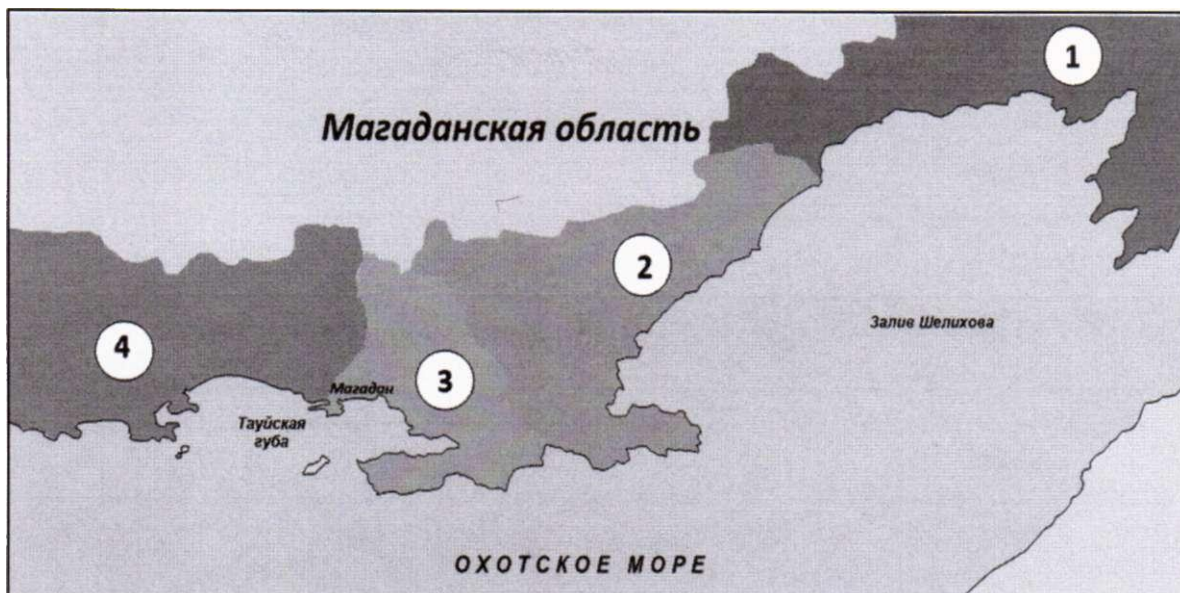 1
Магаданская область
2
Залив Шелихова
4
3
Магадан
Тауйская
губа
ОХОТСКОЕ МОРЕ